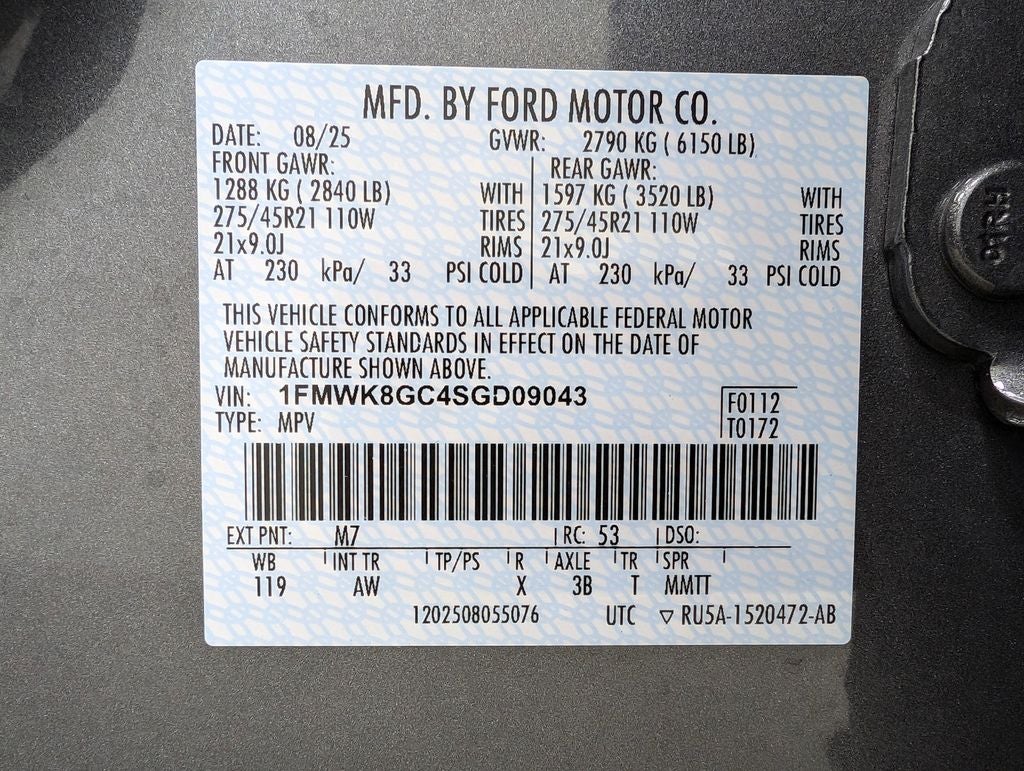 MFD. BY FORD MOTOR CO.
DATE: 08/25 GVWR: 2790 KG ( 6150 LB)
FRONT GAWR: REAR GAWR:
1288 KG ( 2840 LB) WITH 1597 KG ( 3520 LB) WITH
275/45R21 110W TIRES 275/45R21 110W TIRES
21x9.0J RIMS 21x9.0J RIMS
AT 230 kPa/ 33 PSI COLD AT 230 kPa/ 33 PSI COLD
THIS VEHICLE CONFORMS TO ALL APPLICABLE FEDERAL MOTOR
VEHICLE SAFETY STANDARDS IN EFFECT ON THE DATE OF
MANUFACTURE SHOWN ABOVE.
VIN: 1FMWK8GC4SGD09043
F0112
TYPE: MPV T0172
EXT PNT: M7 RC: 53 DSO:
WB INT TR TP/PS R AXLE TR SPR
119 AW X 3B T MMTT
1202508055076 UTC ▽ RU5A-1520472-AB